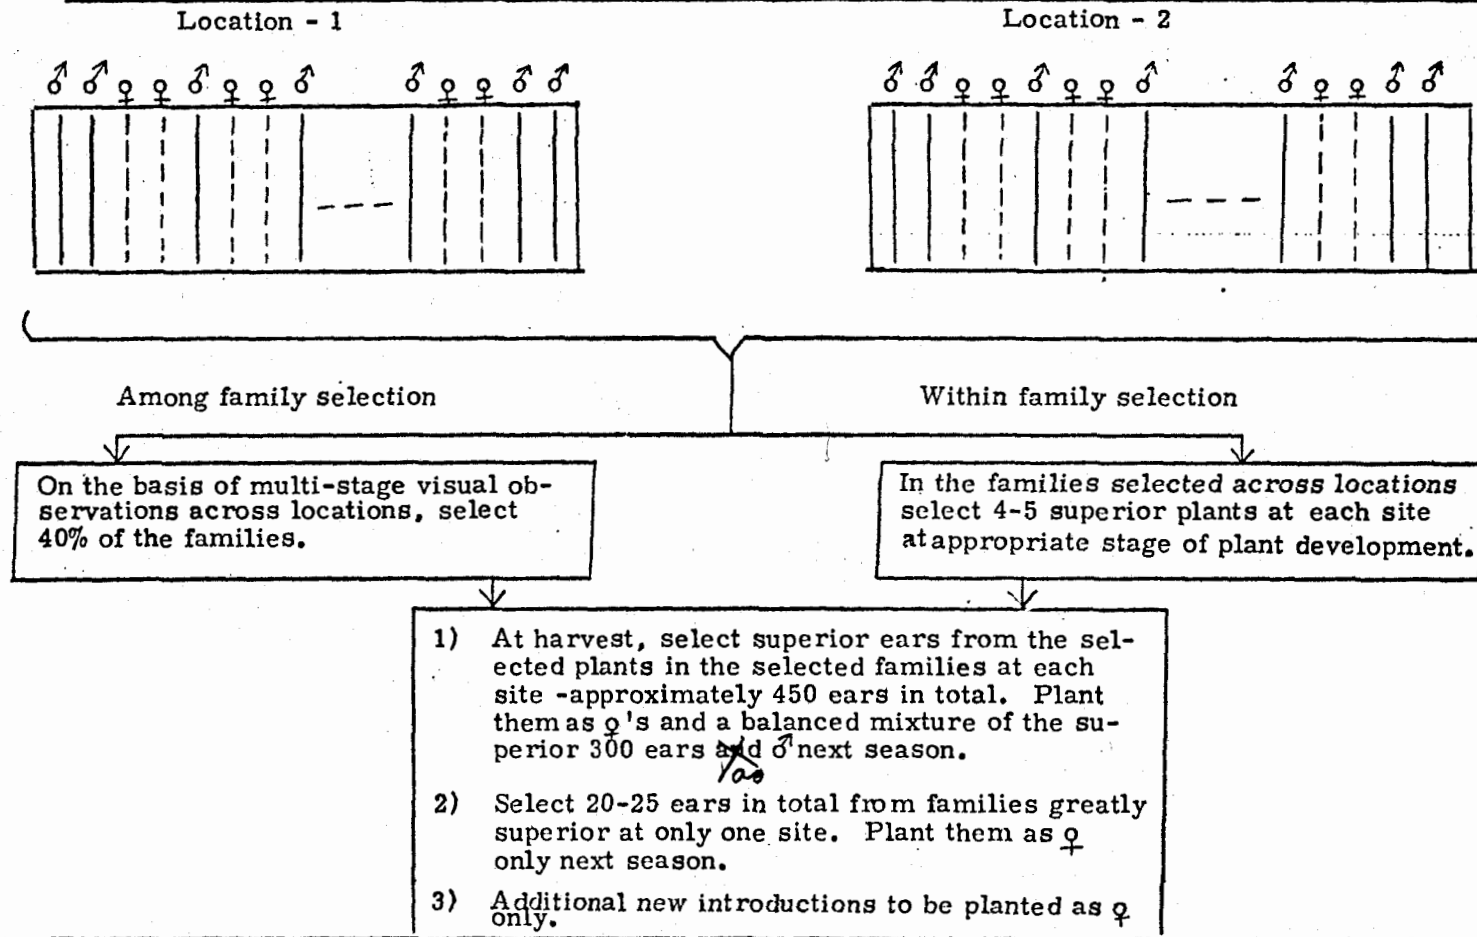 Location - 1
Location - 2
♂ ♂ ♀ ♀ ♂ ♀ ♀ ♂ ♂ ♀ ♀ ♂ ♂
♂ ♂ ♀ ♀ ♂ ♀ ♀ ♂ ♂ ♀ ♀ ♂ ♂
Among family selection
Within family selection
On the basis of multi-stage visual ob-
servations across locations, select
40% of the families.
In the families selected across locations
select 4-5 superior plants at each site
at appropriate stage of plant development.
1) At harvest, select superior ears from the sel-
ected plants in the selected families at each
site -approximately 450 ears in total. Plant
them as ♀'s and a balanced mixture of the su-
perior 300 ears and ♂ next season.
as
2) Select 20-25 ears in total from families greatly
superior at only one site. Plant them as ♀
only next season.
3) Additional new introductions to be planted as ♀
only.